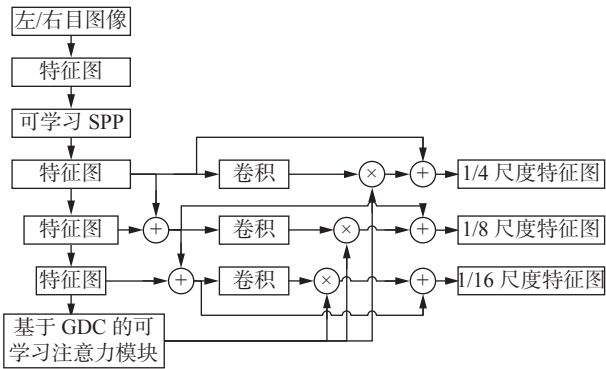 左/右目图像
特征图
可学习 SPP
特征图
卷积
×
+
1/4 尺度特征图
特征图
+
卷积
×
+
1/8 尺度特征图
特征图
+
卷积
×
+
1/16 尺度特征图
基于 GDC 的可
学习注意力模块